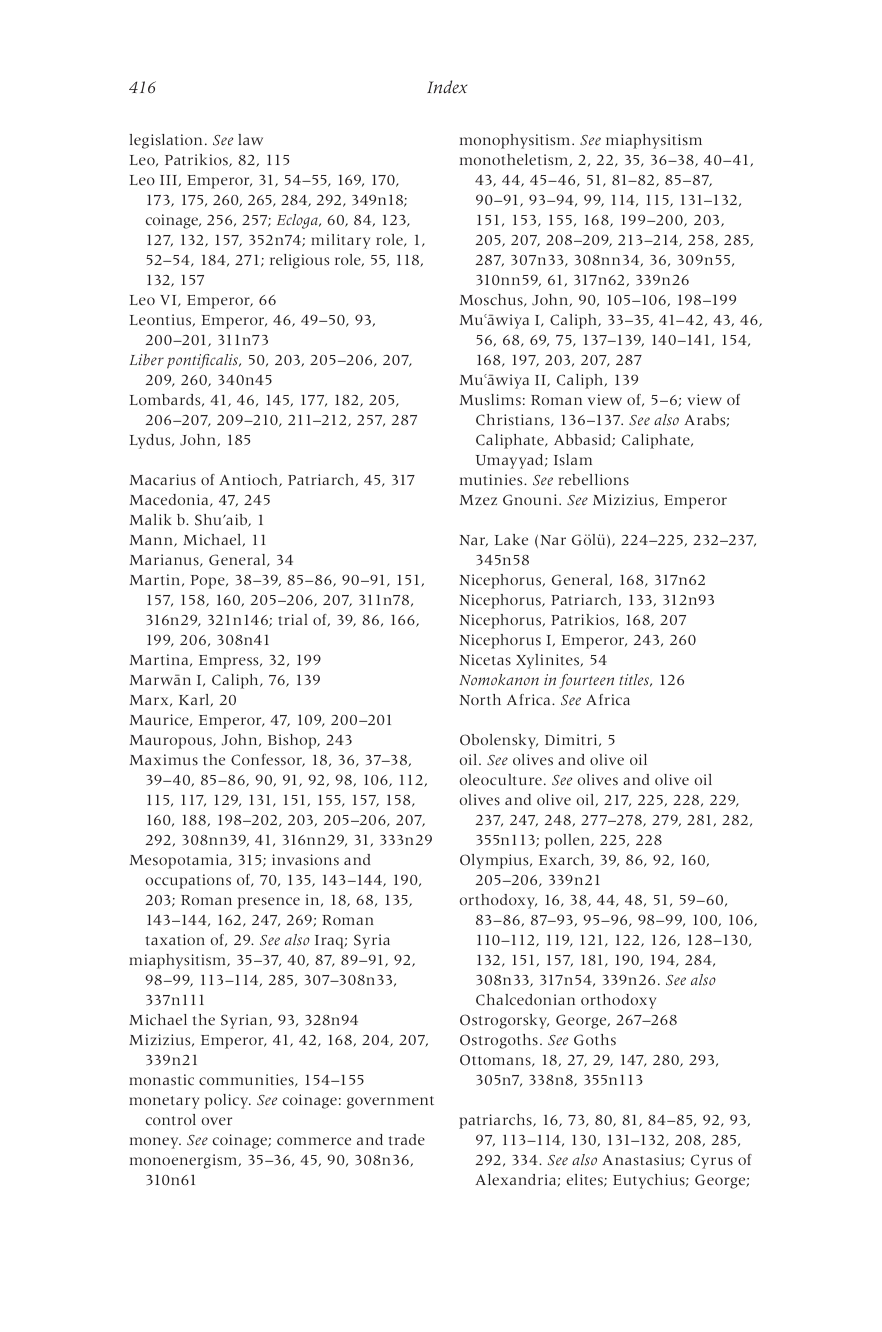 416
Index
legislation. See law
Leo, Patrikios, 82, 115
Leo III, Emperor, 31, 54–55, 169, 170,
173, 175, 260, 265, 284, 292, 349n18;
coinage, 256, 257; Ecloga, 60, 84, 123,
127, 132, 157, 352n74; military role, 1,
52–54, 184, 271; religious role, 55, 118,
132, 157
Leo VI, Emperor, 66
Leontius, Emperor, 46, 49–50, 93,
200–201, 311n73
Liber pontificalis, 50, 203, 205–206, 207,
209, 260, 340n45
Lombards, 41, 46, 145, 177, 182, 205,
206–207, 209–210, 211–212, 257, 287
Lydus, John, 185
Macarius of Antioch, Patriarch, 45, 317
Macedonia, 47, 245
Malik b. Shu’aib, 1
Mann, Michael, 11
Marianus, General, 34
Martin, Pope, 38–39, 85–86, 90–91, 151,
157, 158, 160, 205–206, 207, 311n78,
316n29, 321n146; trial of, 39, 86, 166,
199, 206, 308n41
Martina, Empress, 32, 199
Marwān I, Caliph, 76, 139
Marx, Karl, 20
Maurice, Emperor, 47, 109, 200–201
Mauropous, John, Bishop, 243
Maximus the Confessor, 18, 36, 37–38,
39–40, 85–86, 90, 91, 92, 98, 106, 112,
115, 117, 129, 131, 151, 155, 157, 158,
160, 188, 198–202, 203, 205–206, 207,
292, 308nn39, 41, 316nn29, 31, 333n29
Mesopotamia, 315; invasions and
occupations of, 70, 135, 143–144, 190,
203; Roman presence in, 18, 68, 135,
143–144, 162, 247, 269; Roman
taxation of, 29. See also Iraq; Syria
miaphysitism, 35–37, 40, 87, 89–91, 92,
98–99, 113–114, 285, 307–308n33,
337n111
Michael the Syrian, 93, 328n94
Mizizius, Emperor, 41, 42, 168, 204, 207,
339n21
monastic communities, 154–155
monetary policy. See coinage: government
control over
money. See coinage; commerce and trade
monoenergism, 35–36, 45, 90, 308n36,
310n61
monophysitism. See miaphysitism
monotheletism, 2, 22, 35, 36–38, 40–41,
43, 44, 45–46, 51, 81–82, 85–87,
90–91, 93–94, 99, 114, 115, 131–132,
151, 153, 155, 168, 199–200, 203,
205, 207, 208–209, 213–214, 258, 285,
287, 307n33, 308nn34, 36, 309n55,
310nn59, 61, 317n62, 339n26
Moschus, John, 90, 105–106, 198–199
Muʿāwiya I, Caliph, 33–35, 41–42, 43, 46,
56, 68, 69, 75, 137–139, 140–141, 154,
168, 197, 203, 207, 287
Muʿāwiya II, Caliph, 139
Muslims: Roman view of, 5–6; view of
Christians, 136–137. See also Arabs;
Caliphate, Abbasid; Caliphate,
Umayyad; Islam
mutinies. See rebellions
Mzez Gnouni. See Mizizius, Emperor
Nar, Lake (Nar Gölü), 224–225, 232–237,
345n58
Nicephorus, General, 168, 317n62
Nicephorus, Patriarch, 133, 312n93
Nicephorus, Patrikios, 168, 207
Nicephorus I, Emperor, 243, 260
Nicetas Xylinites, 54
Nomokanon in fourteen titles, 126
North Africa. See Africa
Obolensky, Dimitri, 5
oil. See olives and olive oil
oleoculture. See olives and olive oil
olives and olive oil, 217, 225, 228, 229,
237, 247, 248, 277–278, 279, 281, 282,
355n113; pollen, 225, 228
Olympius, Exarch, 39, 86, 92, 160,
205–206, 339n21
orthodoxy, 16, 38, 44, 48, 51, 59–60,
83–86, 87–93, 95–96, 98–99, 100, 106,
110–112, 119, 121, 122, 126, 128–130,
132, 151, 157, 181, 190, 194, 284,
308n33, 317n54, 339n26. See also
Chalcedonian orthodoxy
Ostrogorsky, George, 267–268
Ostrogoths. See Goths
Ottomans, 18, 27, 29, 147, 280, 293,
305n7, 338n8, 355n113
patriarchs, 16, 73, 80, 81, 84–85, 92, 93,
97, 113–114, 130, 131–132, 208, 285,
292, 334. See also Anastasius; Cyrus of
Alexandria; elites; Eutychius; George;